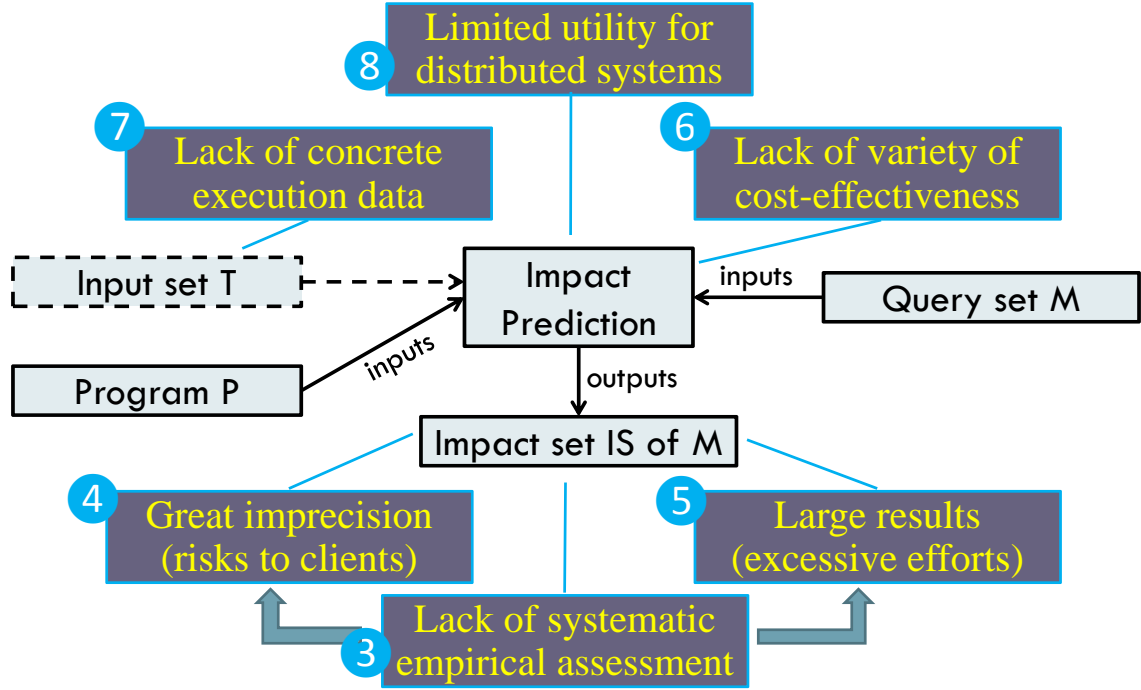 8
Limited utility for
distributed systems
7
Lack of concrete
execution data
6
Lack of variety of
cost-effectiveness
Input set T
Impact
Prediction
inputs
Query set M
Program P
inputs
outputs
Impact set IS of M
4
Great imprecision
(risks to clients)
5
Large results
(excessive efforts)
3
Lack of systematic
empirical assessment